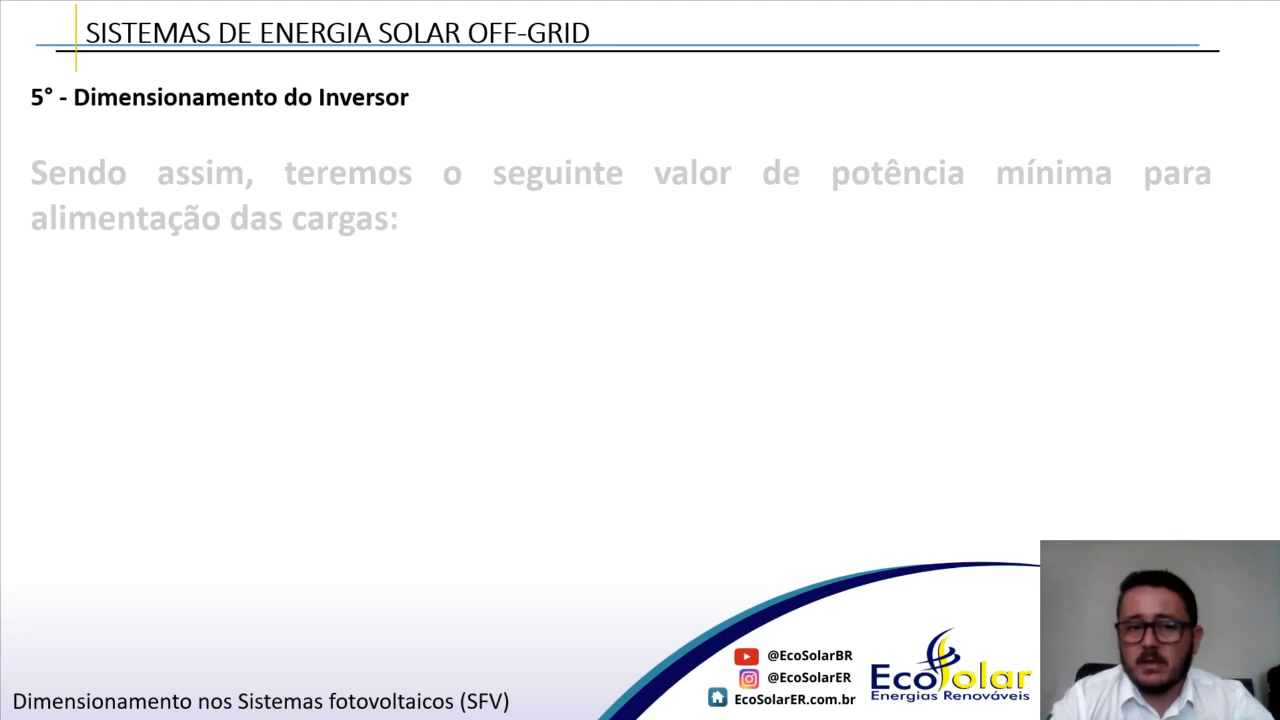 SISTEMAS DE ENERGIA SOLAR OFF-GRID
5° - Dimensionamento do Inversor
Sendo assim, teremos o seguinte valor de potência mínima para
alimentação das cargas:
@EcoSolarBR
@EcoSolarER
EcoSolarER.com.br
EcoSolar
Energias Renováveis
Dimensionamento nos Sistemas fotovoltaicos (SFV)